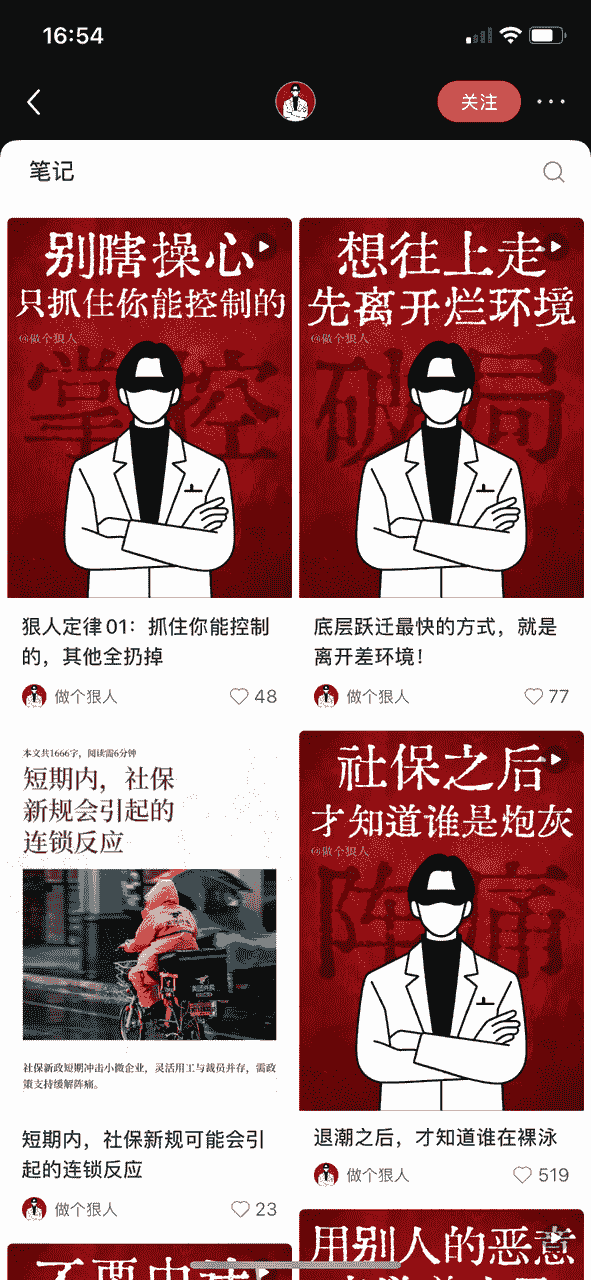 16:54
关注
笔记
别瞎操心
只抓住你能控制的
@做个狠人
掌控
狠人定律01：抓住你能控制
的，其他全扔掉
做个狠人
48
想往上走
先离开烂环境
@做个狠人
破局
底层跃迁最快的方式，就是
离开差环境！
做个狠人
77
本文共1666字，阅读需6分钟
短期内，社保
新规会引起的
连锁反应
社保新政短期冲击小微企业，灵活用工与裁员并存，需政
策支持缓解阵痛。
短期内，社保新规可能会引
起的连锁反应
做个狠人
23
社保之后
才知道谁是炮灰
@做个狠人
阵痛
退潮之后，才知道谁在裸泳
做个狠人
519
用别人的恶意